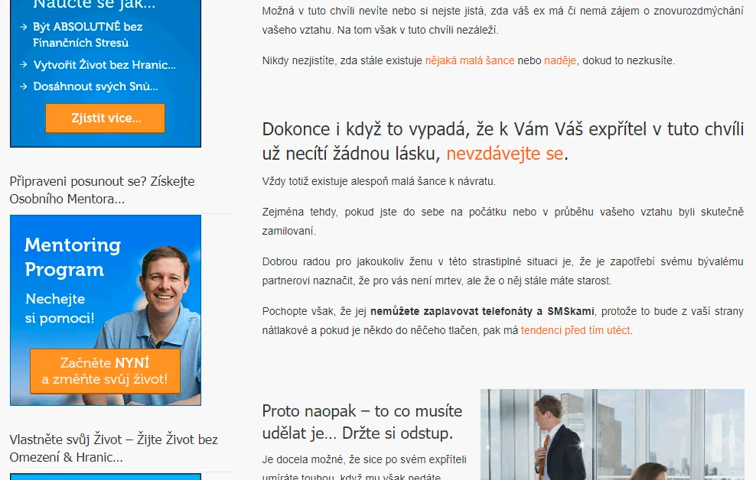 Naučte se jak...
Být ABSOLUTNĚ bez
Finančních Stresů
Vytvořit Život bez Hranic...
Dosáhnout svých Snů...
Zjistit více...
Připraveni posunout se? Získejte
Osobního Mentora...
Mentoring
Program
Nechejte
si pomoci!
Začněte NYNÍ
a změňte svůj život!
Vlastněte svůj Život – Žijte Život bez
Omezení & Hranic...
Možná v tuto chvíli nevíte nebo si nejste jistá, zda váš ex má či nemá zájem o znovurozdmýchání
vašeho vztahu. Na tom však v tuto chvíli nezáleží.
Nikdy nezjistíte, zda stále existuje nějaká malá šance nebo naděje, dokud to nezkusíte.
Dokonce i když to vypadá, že k Vám Váš expřítel v tuto chvíli
už necítí žádnou lásku, nevzdávejte se.
Vždy totiž existuje alespoň malá šance k návratu.
Zejména tehdy, pokud jste do sebe na počátku nebo v průběhu vašeho vztahu byli skutečně
zamilovaní.
Dobrou radou pro jakoukoliv ženu v této strastiplné situaci je, že je zapotřebí svému bývalému
partnerovi naznačit, že pro vás není mrtev, ale že o něj stále máte starost.
Pochopte však, že jej nemůžete zaplavovat telefonáty a SMSkami, protože to bude z vaší strany
nátlakové a pokud je někdo do něčeho tlačen, pak má tendenci před tím utéct.
Proto naopak – to co musíte
udělat je... Držte si odstup.
Je docela možné, že sice po svém expříteli
umíráte touhou, když mu však nedáte